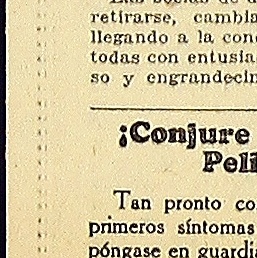 retirarse, cambia
llegando a la con
todas con entusia
so y engrandecin
¡Conjure
Peli
Tan pronto co
primeros síntomas
póngase en guardia